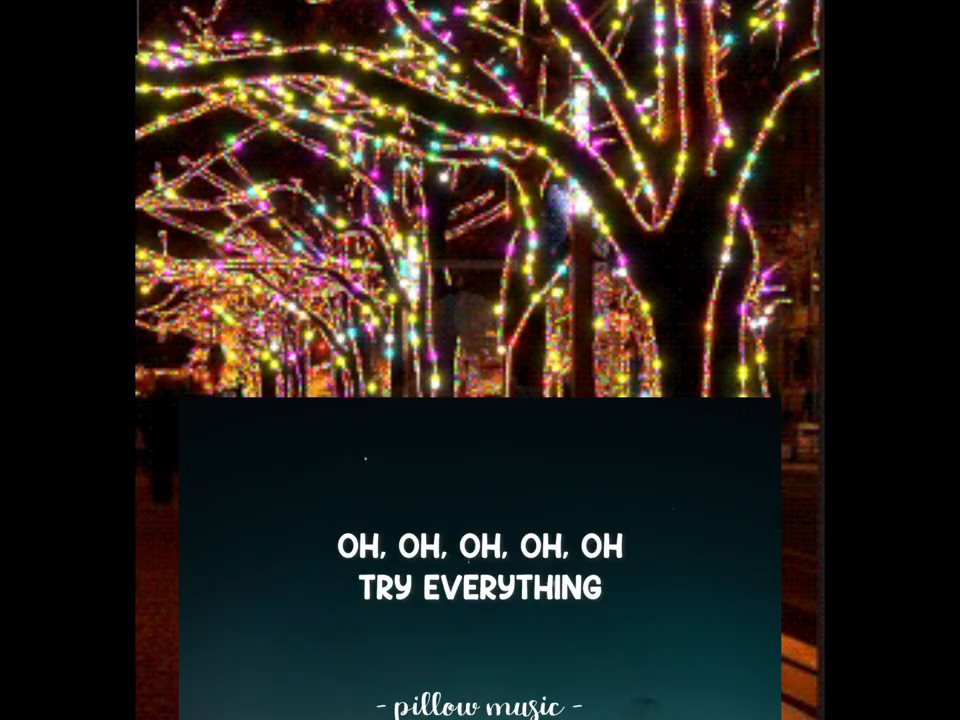 OH, OH, OH, OH, OH
TRY EVERYTHING
- pillow music -